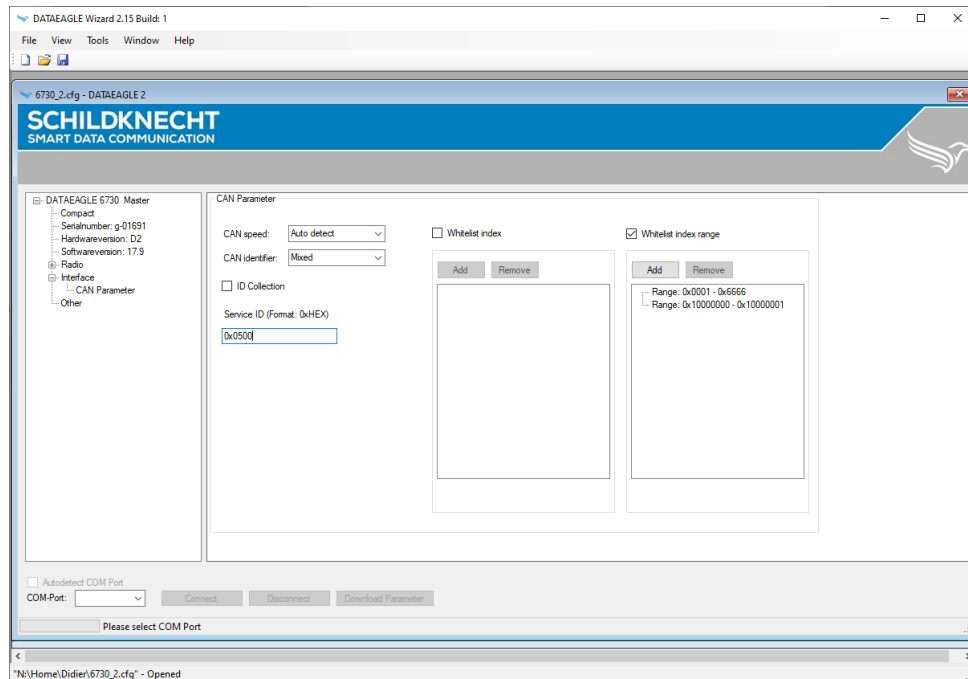 DATAEAGLE Wizard 2.15 Build: 1
File View Tools Window Help
6730_2.cfg - DATAEAGLE 2
SCHILDKNECHT
SMART DATA COMMUNICATION
DATAEAGLE 6730 Master
Compact
Serialnumber: g-01691
Hardwareversion: D2
Softwareversion: 17.9
Radio
Interface
CAN Parameter
Other
CAN Parameter
CAN speed: Auto detect
CAN identifier: Mixed
ID Collection
Service ID (Format: 0xHEX)
0x0500
Whitelist index
Add Remove
Whitelist index range
Add Remove
Range: 0x0001 - 0x6666
Range: 0x10000000 - 0x10000001
Autodetect COM Port
COM-Port: Connect Disconnect Download Parameter
Please select COM Port
"N:\Home\Didier\6730_2.cfg" - Opened